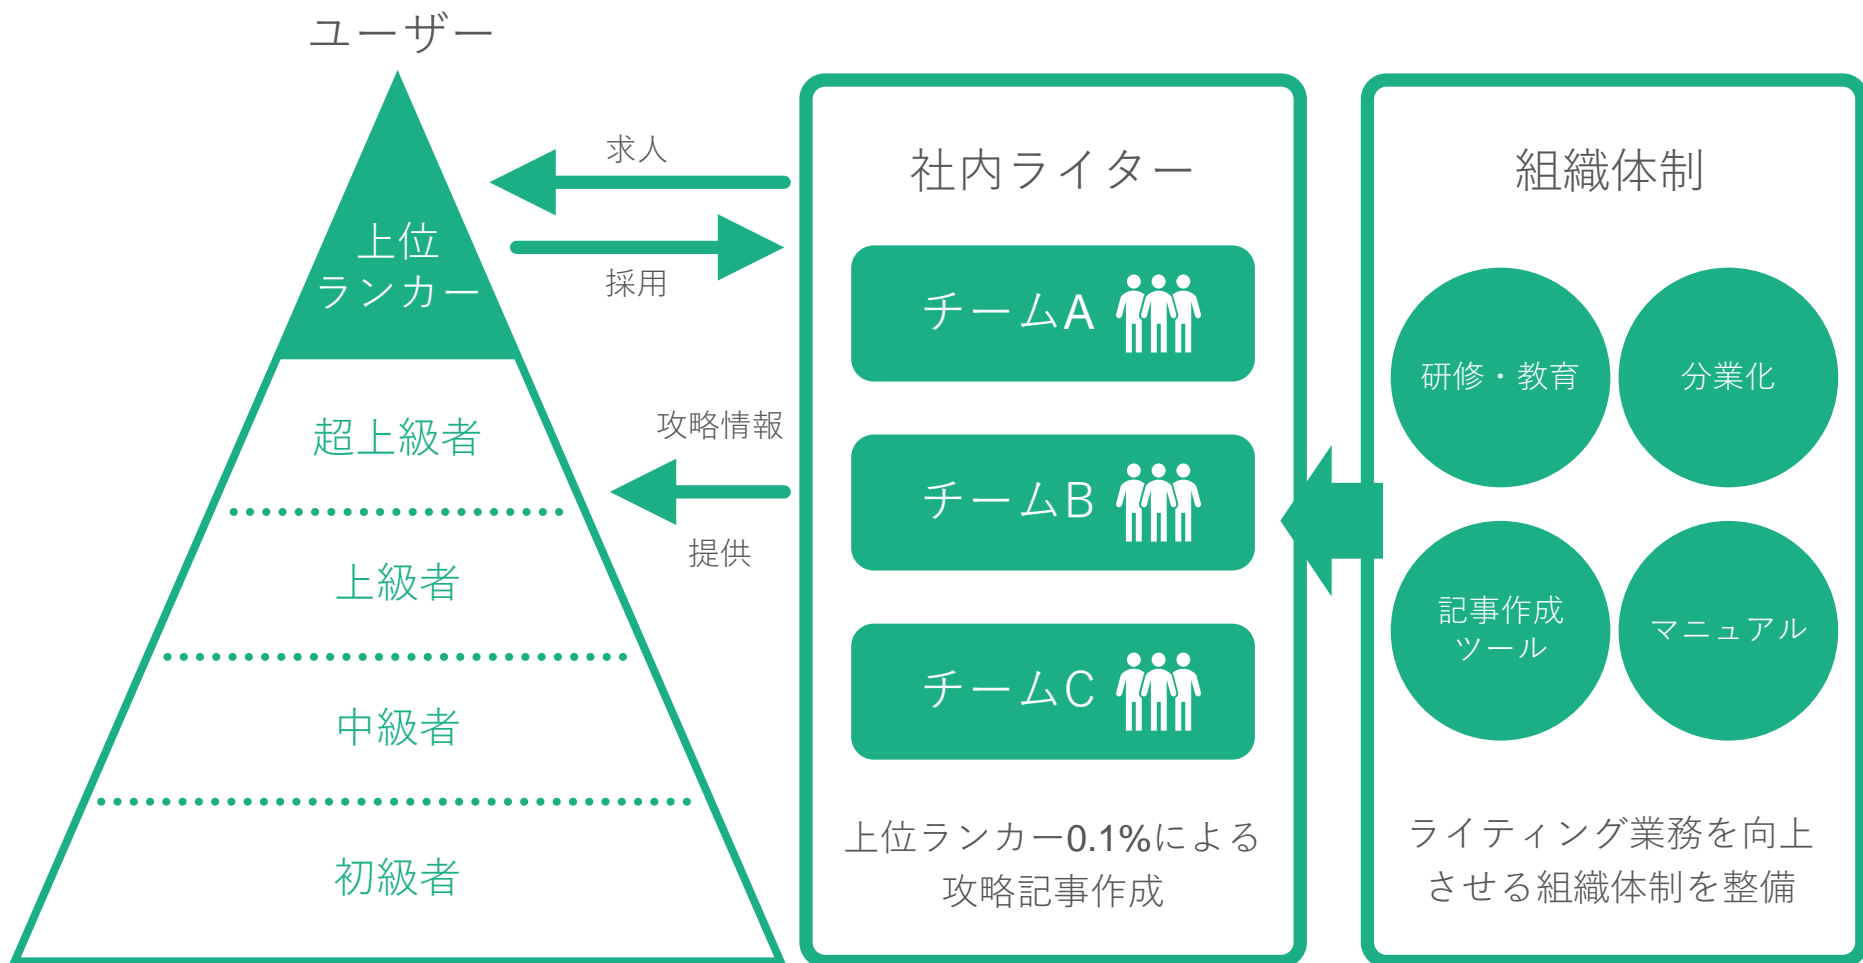 ユーザー
上位
ランカー
超上級者
上級者
中級者
初級者
求人
採用
攻略情報
提供
社内ライター
チームA
チームB
チームC
上位ランカー0.1%による
攻略記事作成
組織体制
研修・教育
分業化
記事作成
ツール
マニュアル
ライティング業務を向上
させる組織体制を整備